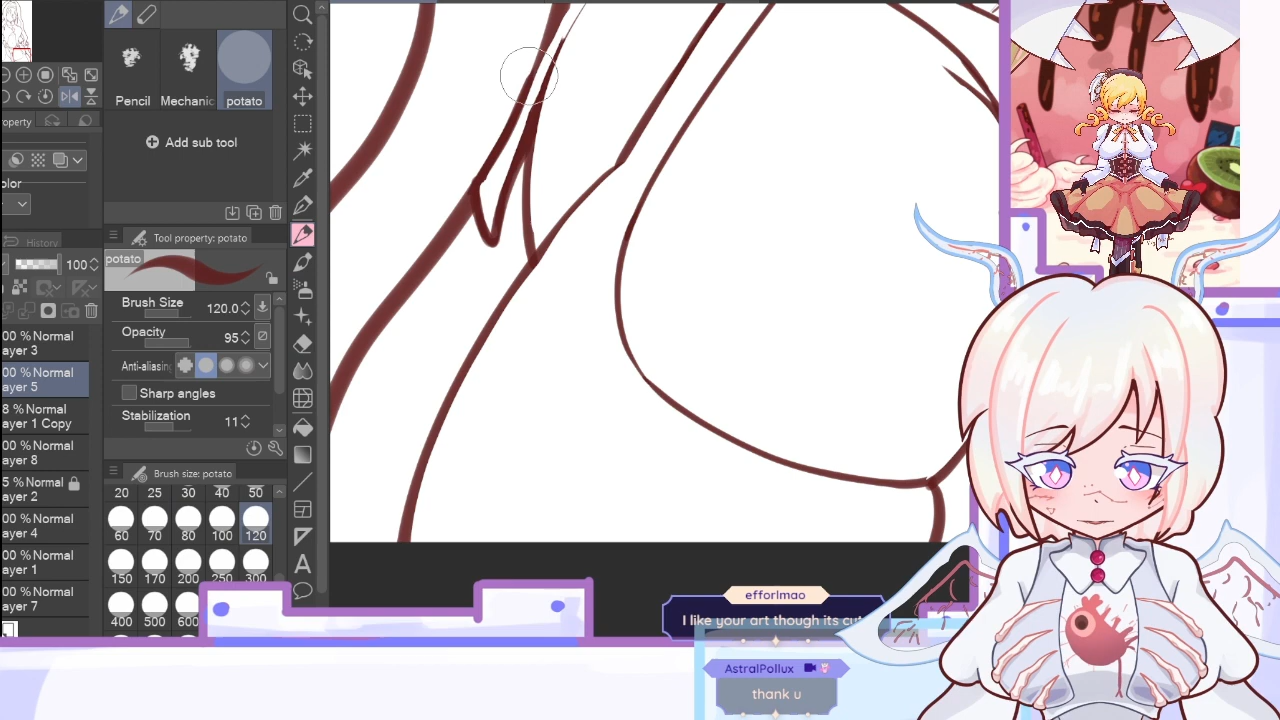 Pencil
Mechanic
potato
Add sub tool
roperty
olor
History
100
Tool property: potato
potato
Brush Size
120.0
Opacity
95
Anti-aliasing
Sharp angles
Stabilization
11
00 % Normal
ayer 3
00 % Normal
ayer 5
8 % Normal
ayer 1 Copy
00 % Normal
ayer 8
5 % Normal
ayer 2
00 % Normal
ayer 4
00 % Normal
ayer 1
00 % Normal
ayer 7
Brush size: potato
20 25 30 40 50
60 70 80 100 120
150 170 200 250 300
400 500 600
A
efforlmao
I like your art though its cut
AstralPollux
thank u